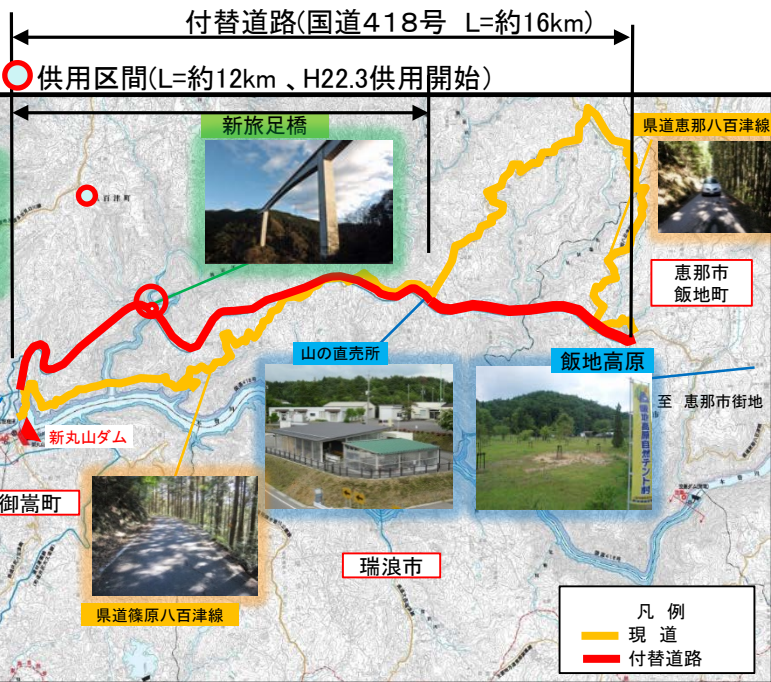 付替道路(国道418号 L=約16km)
供用区間(L=約12km 、H22.3供用開始)
新旅足橋
県道恵那八百津線
八百津町
恵那市
飯地町
山の直売所
飯地高原
至 恵那市街地
新丸山ダム
御嵩町
県道篠原八百津線
瑞浪市
凡 例
現 道
付替道路